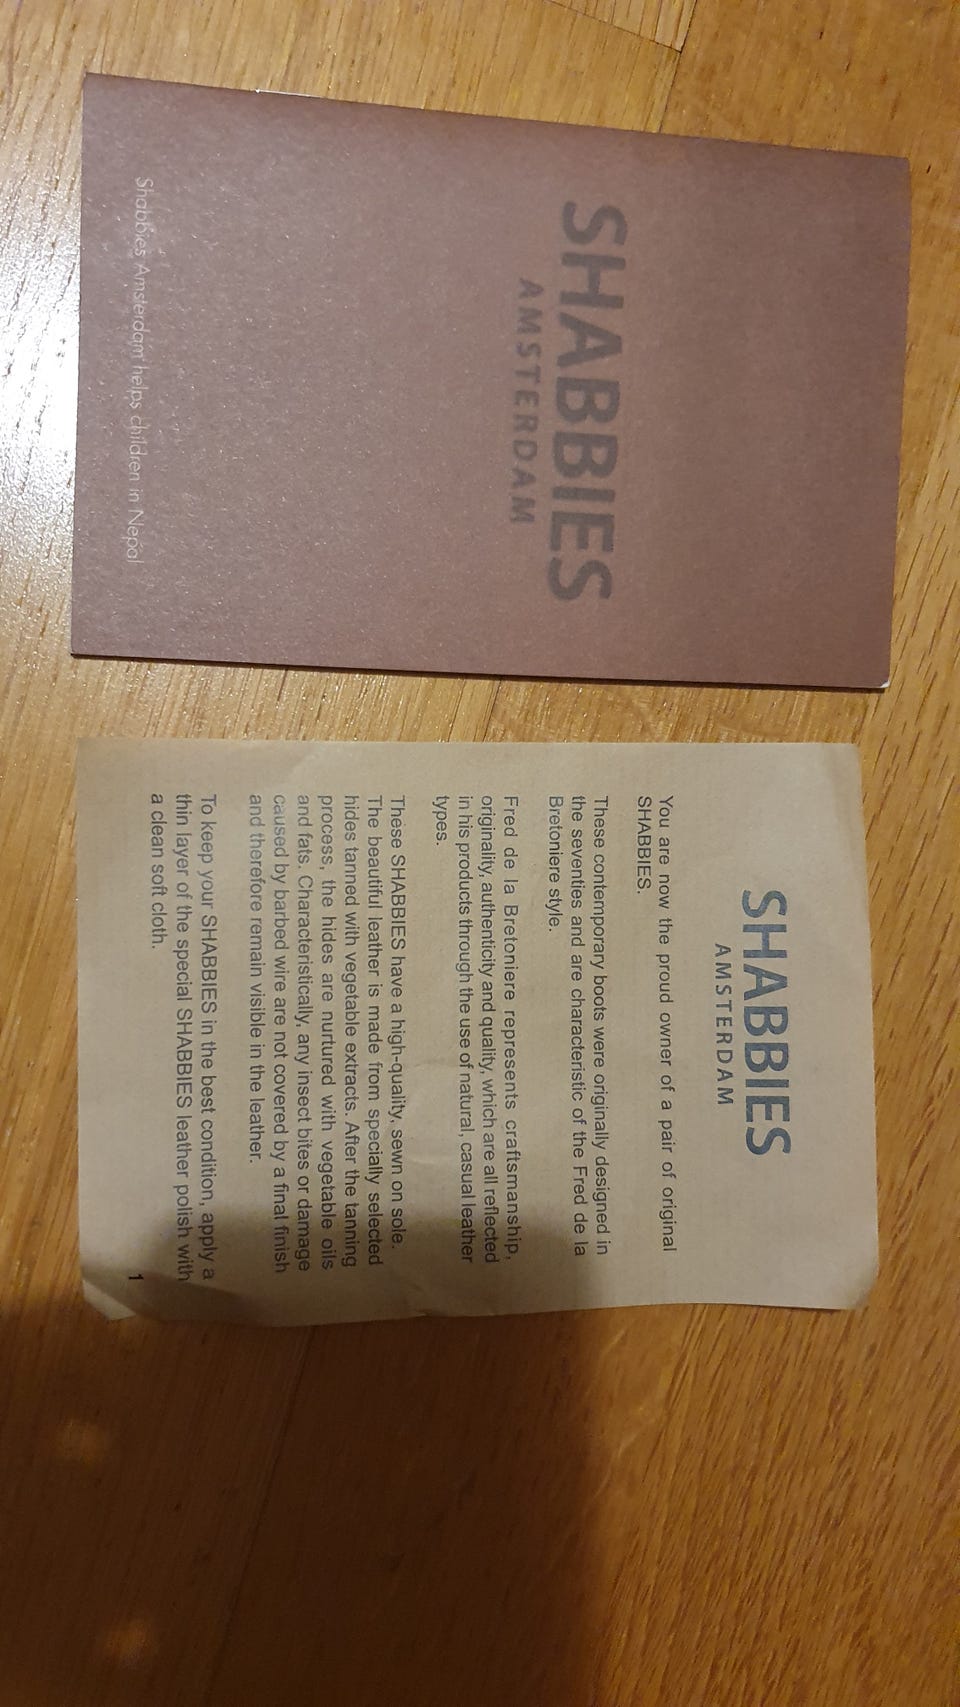 SHABBIES
AMSTERDAM
Shabbies Amsterdam helps children in Nepal
SHABBIES
AMSTERDAM
You are now the proud owner of a pair of original
SHABBIES.
These contemporary boots were originally designed in
the seventies and are characteristic of the Fred de la
Bretoniere style.
Fred de la Bretoniere represents craftsmanship,
originality, authenticity and quality, which are all reflected
in his products through the use of natural, casual leather
types.
These SHABBIES have a high-quality, sewn on sole.
The beautiful leather is made from specially selected
hides tanned with vegetable extracts. After the tanning
process, the hides are nurtured with vegetable oils
and fats. Characteristically, any insect bites or damage
caused by barbed wire are not covered by a final finish
and therefore remain visible in the leather.
To keep your SHABBIES in the best condition, apply a
thin layer of the special SHABBIES leather polish with
a clean soft cloth.
1